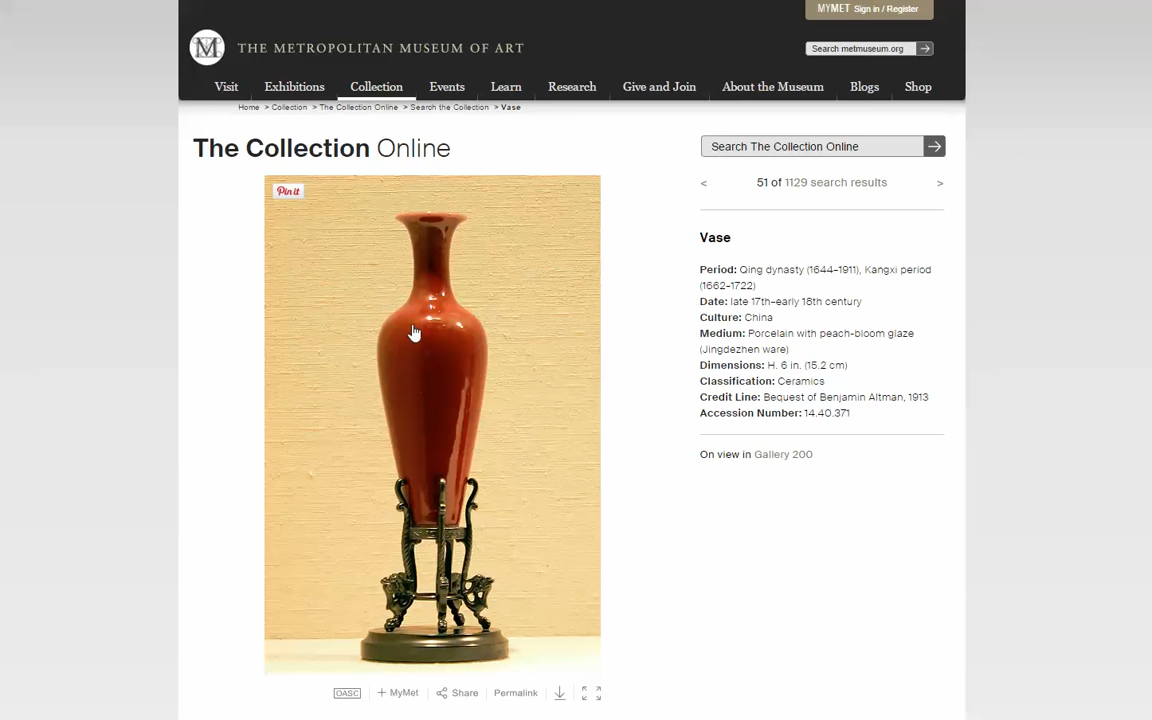 MYMET Sign in / Register
THE METROPOLITAN MUSEUM OF ART
Search metmuseum.org
Visit Exhibitions Collection Events Learn Research Give and Join About the Museum Blogs Shop
Home > Collection > The Collection Online > Search the Collection > Vase
The Collection Online
Search The Collection Online
Pin it
< 51 of 1129 search results >
Vase
Period: Qing dynasty (1644–1911), Kangxi period
(1662–1722)
Date: late 17th–early 18th century
Culture: China
Medium: Porcelain with peach-bloom glaze
(Jingdezhen ware)
Dimensions: H. 6 in. (15.2 cm)
Classification: Ceramics
Credit Line: Bequest of Benjamin Altman, 1913
Accession Number: 14.40.371
On view in Gallery 200
OASC + MyMet Share Permalink